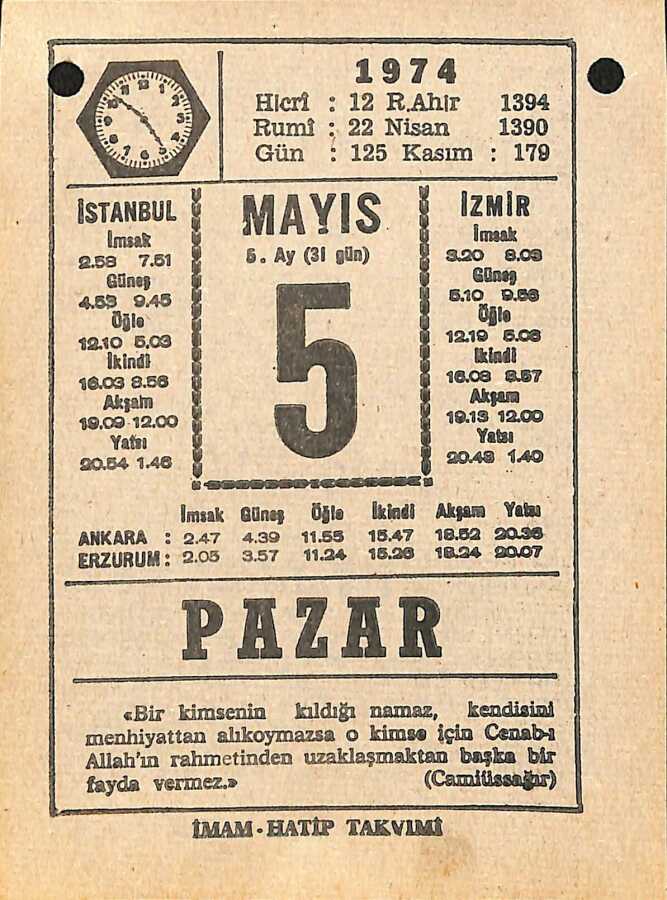 1974
Hicrî : 12 R.Ahir 1394
Rumî : 22 Nisan 1390
Gün : 125 Kasım : 179
İSTANBUL
İmsak
2.58 7.51
Güneş
4.53 9.45
Öğle
12.10 5.03
İkindi
16.03 8.56
Akşam
19.09 12.00
Yatsı
20.54 1.46
MAYIS
5. Ay (31 gün)
5
İZMİR
İmsak
3.20 8.08
Güneş
5.10 9.56
Öğle
12.19 5.06
İkindi
16.08 8.57
Akşam
19.13 12.00
Yatsı
20.48 1.40
İmsak Güneş Öğle İkindi Akşam Yatsı
ANKARA : 2.47 4.39 11.55 15.47 18.52 20.36
ERZURUM : 2.05 3.57 11.24 15.26 18.24 20.07
PAZAR
«Bir kimsenin kıldığı namaz, kendisini
menhiyattan alıkoymazsa o kimse için Cenab-ı
Allah'ın rahmetinden uzaklaşmaktan başka bir
fayda vermez.» (Camiüssağır)
İMAM - HATİP TAKVİMİ